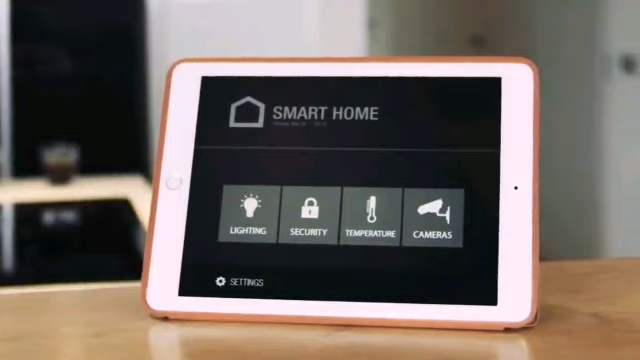 SMART HOME
LIGHTING
SECURITY
TEMPERATURE
CAMERAS
SETTINGS